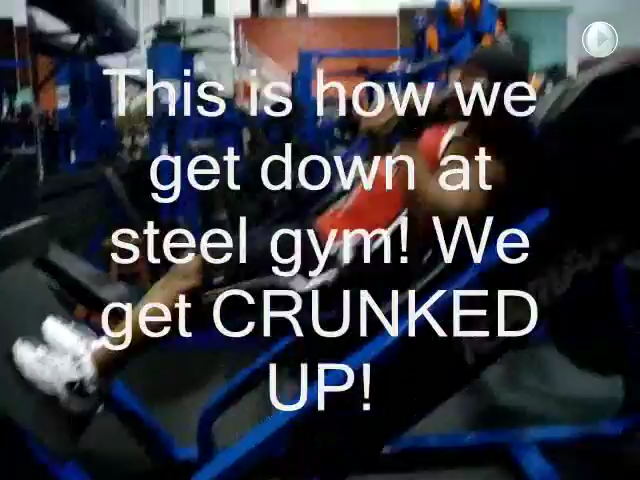 This is how we
get down at
steel gym! We
get CRUNKED
UP!